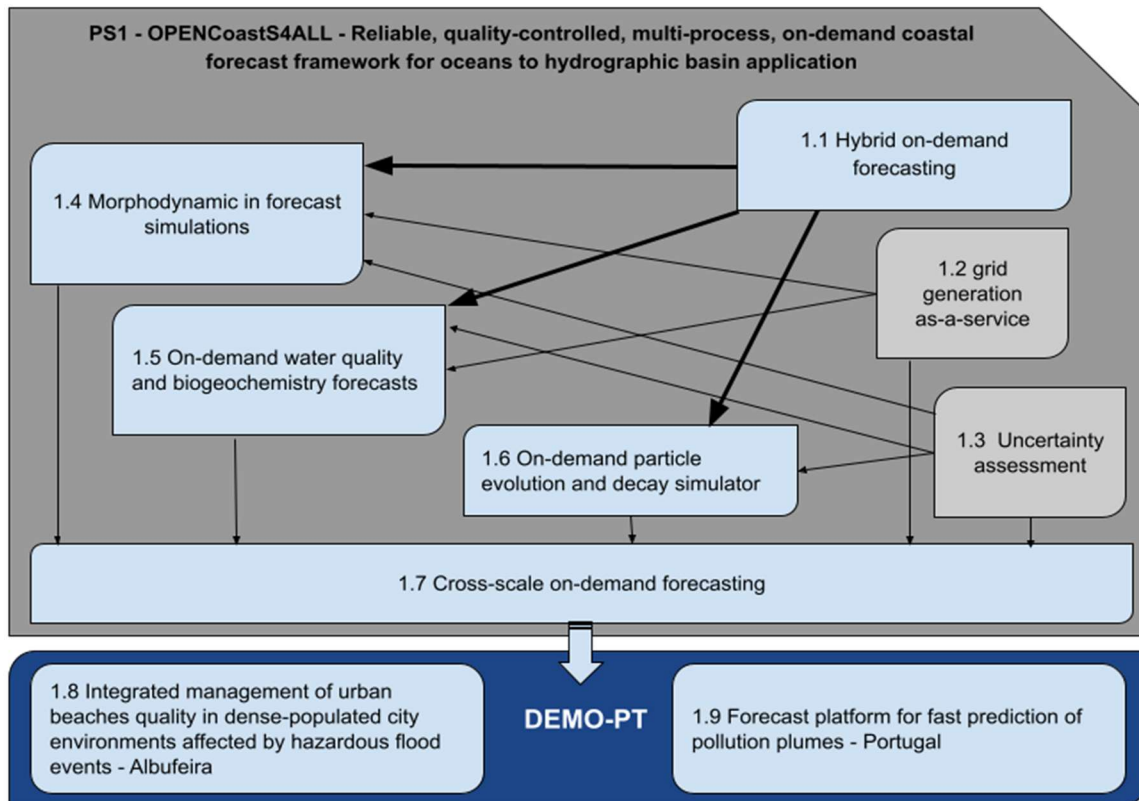 PS1 - OPENCoastS4ALL - Reliable, quality-controlled, multi-process, on-demand coastal
forecast framework for oceans to hydrographic basin application
1.1 Hybrid on-demand
forecasting
1.4 Morphodynamic in forecast
simulations
1.2 grid
generation
as-a-service
1.5 On-demand water quality
and biogeochemistry forecasts
1.3 Uncertainty
assessment
1.6 On-demand particle
evolution and decay simulator
1.7 Cross-scale on-demand forecasting
1.8 Integrated management of urban
beaches quality in dense-populated city
environments affected by hazardous flood
events - Albufeira
DEMO-PT
1.9 Forecast platform for fast prediction of
pollution plumes - Portugal